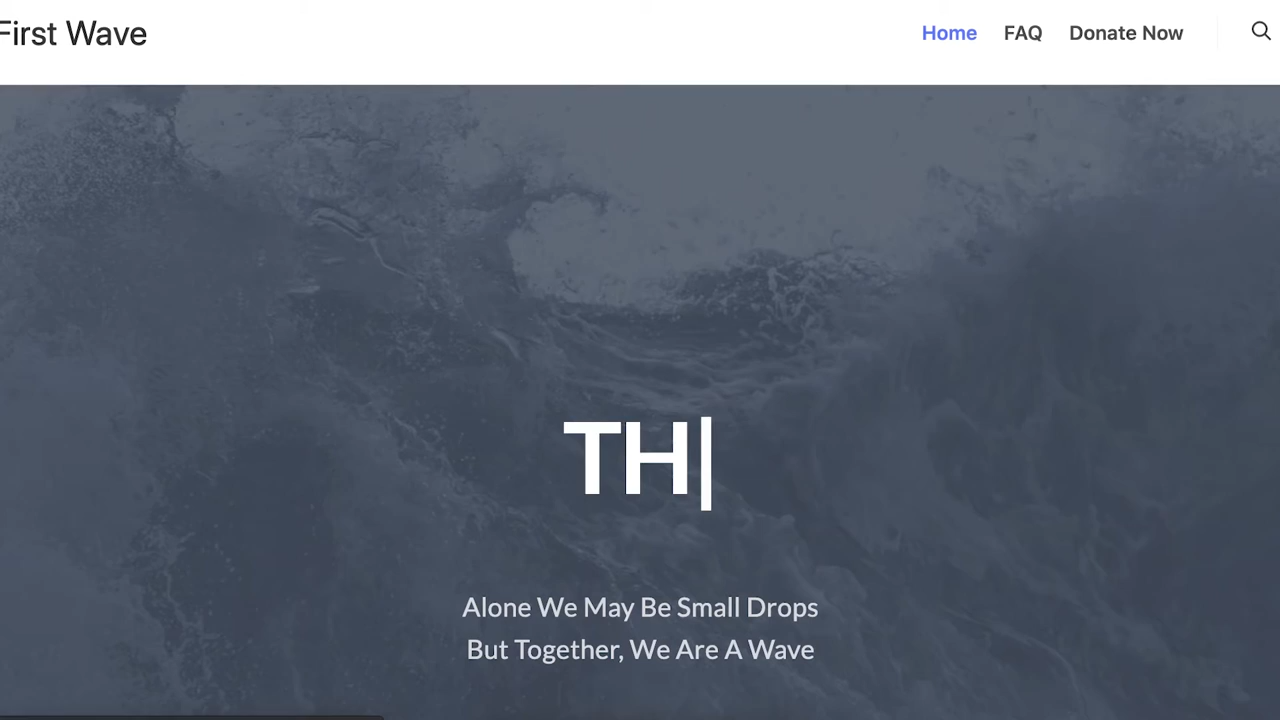 First Wave
Home FAQ Donate Now
TH
Alone We May Be Small Drops
But Together, We Are A Wave